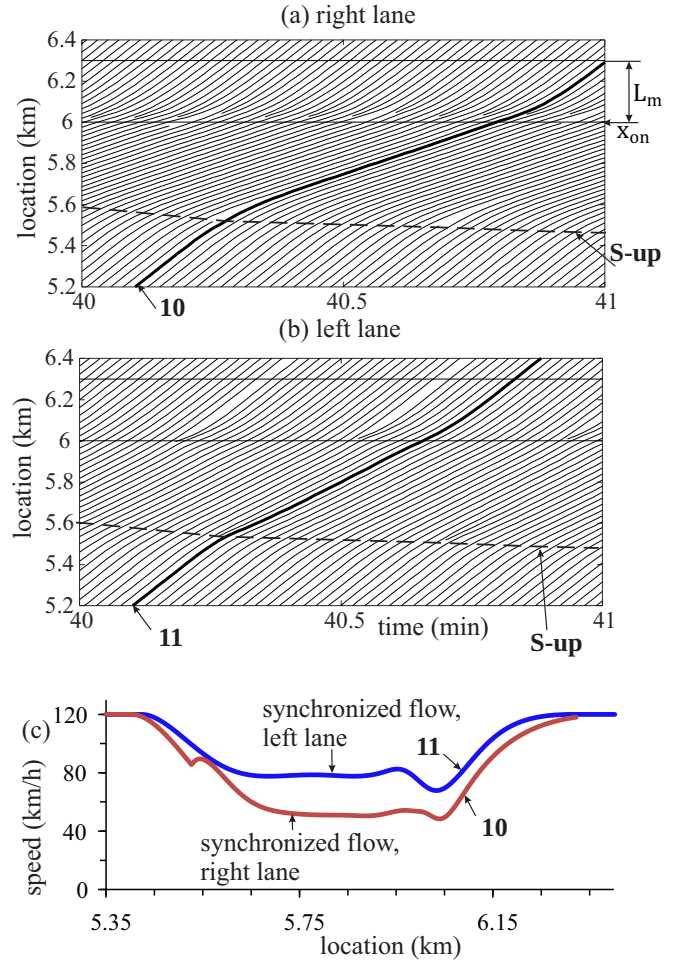 (a) right lane
6.4
6.2
6
5.8
5.6
5.4
5.2
location (km)
L_m
x_on
S-up
10
40
40.5
41
(b) left lane
6.4
6.2
6
5.8
5.6
5.4
5.2
location (km)
40
40.5
41
11
time (min)
S-up
(c)
120
80
40
0
speed (km/h)
synchronized flow,
left lane
11
10
synchronized flow,
right lane
5.35
5.75
6.15
location (km)